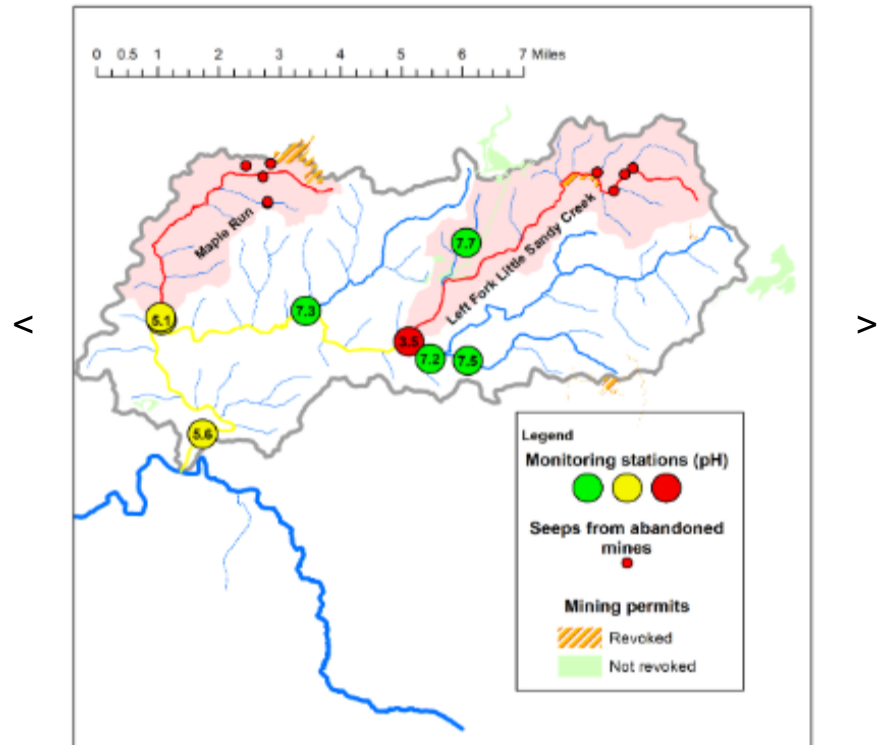 0 0.5 1 2 3 4 5 6 7 Miles
Maple Run
Left Fork Little Sandy Creek
7.7
5.1
7.3
3.5
7.2
7.5
5.6
<
>
Legend
Monitoring stations (pH)
Seeps from abandoned
mines
Mining permits
Revoked
Not revoked